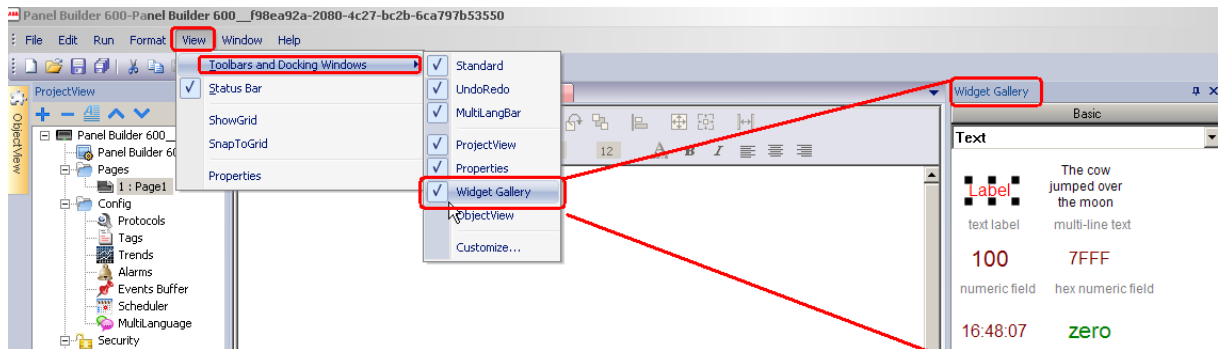 Panel Builder 600-Panel Builder 600__f98ea92a-2080-4c27-bc2b-6ca797b53550
File Edit Run Format View Window Help
Toolbars and Docking Windows
Status Bar
ShowGrid
SnapToGrid
Properties
Standard
UndoRedo
MultiLangBar
ProjectView
Properties
Widget Gallery
ObjectView
Customize...
ProjectView
ObjectView
Panel Builder 600__
Panel Builder 60
Pages
1 : Page1
Config
Protocols
Tags
Trends
Alarms
Events Buffer
Scheduler
MultiLanguage
Security
12 A B I
Widget Gallery
Basic
Text
Label
The cow
jumped over
the moon
text label multi-line text
100 7FFF
numeric field hex numeric field
16:48:07 zero